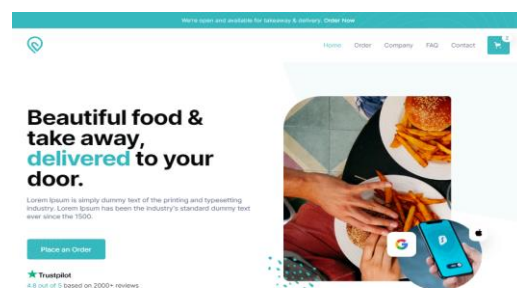 We're open and available for takeaway & delivery. Order Now
Home Order Company FAQ Contact
2
Beautiful food &
take away,
delivered to your
door.
Lorem Ipsum is simply dummy text of the printing and typesetting
industry. Lorem Ipsum has been the industry's standard dummy text
ever since the 1500.
Place an Order
Trustpilot
4.8 out of 5 based on 2000+ reviews
G